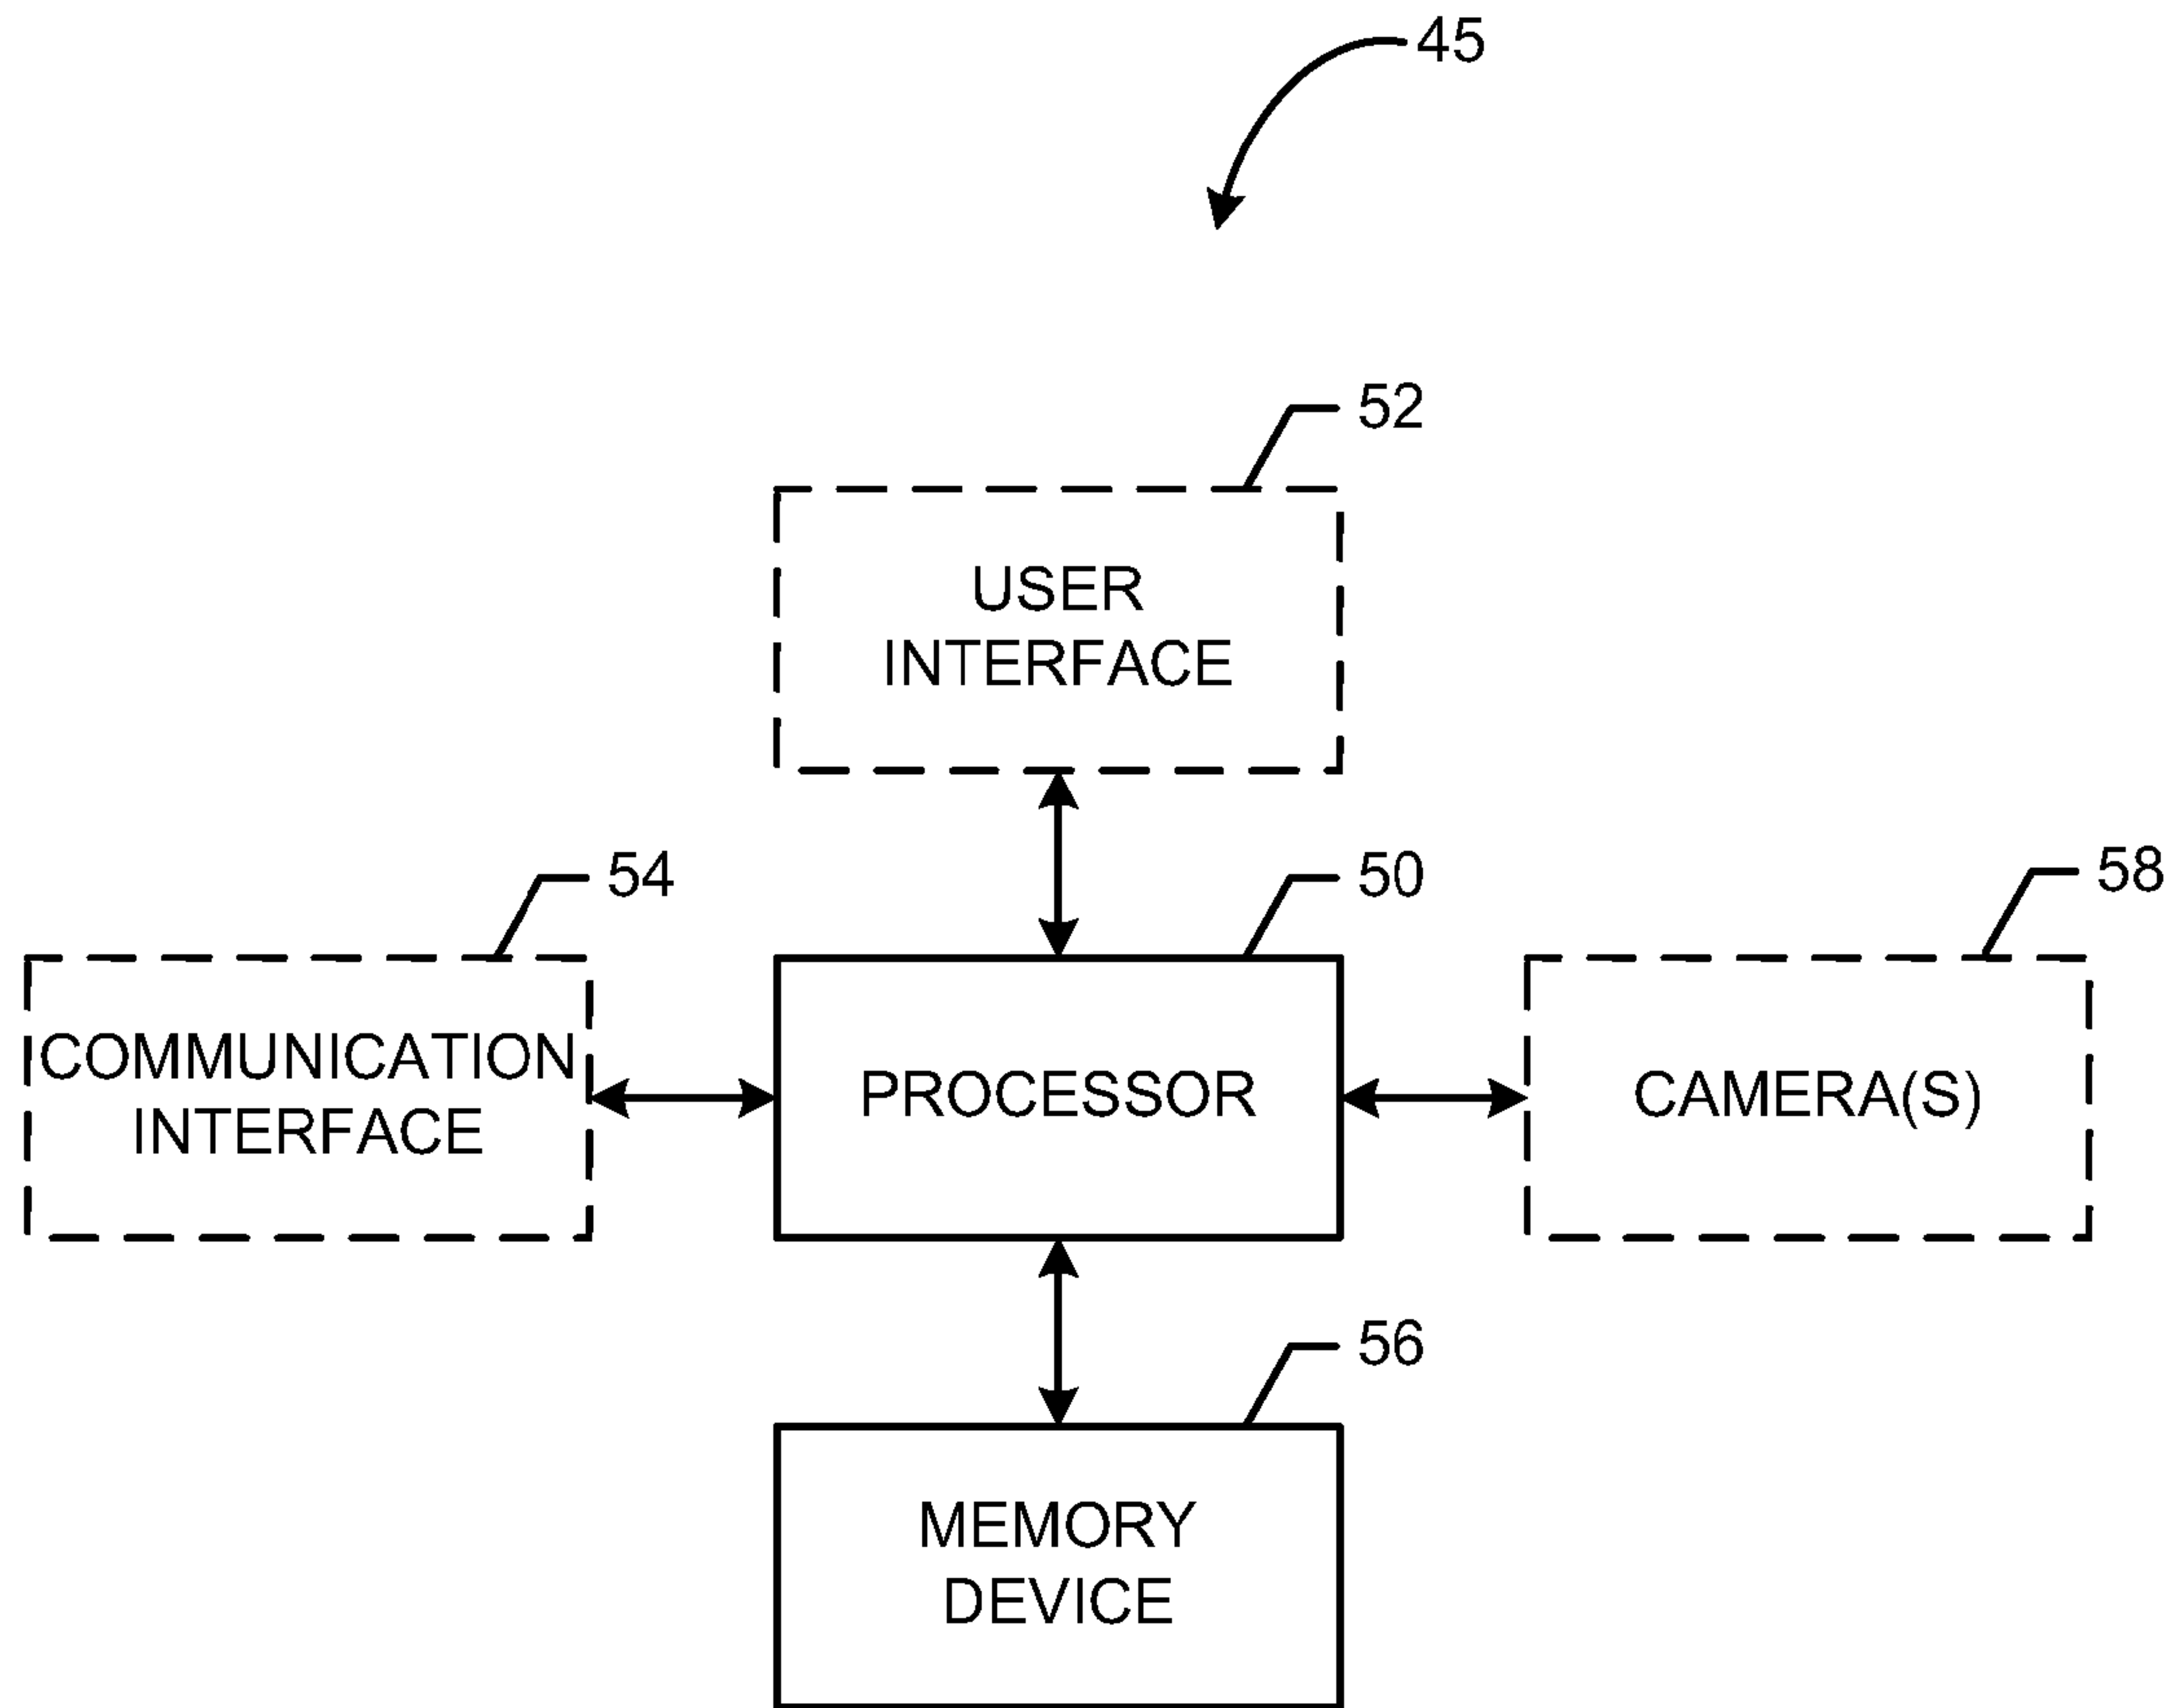 45
52
USER
INTERFACE
54
50
58
COMMUNICATION
INTERFACE
PROCESSOR
CAMERA(S)
56
MEMORY
DEVICE